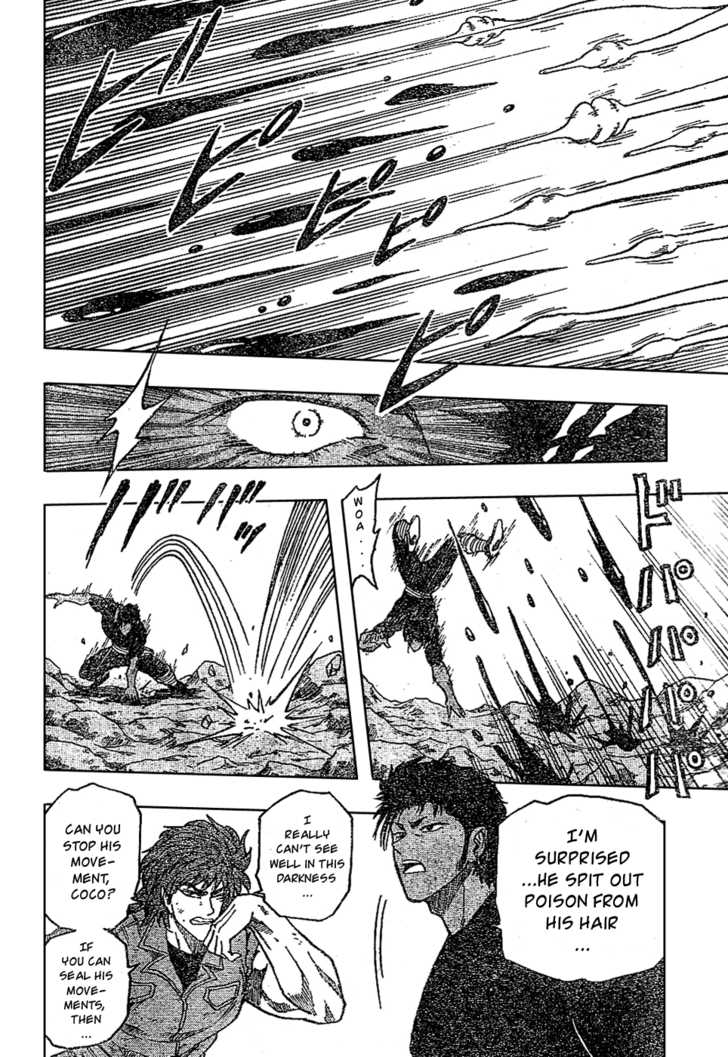 ビ
ピ
ピ
ピ
ピ
ド
パ
パ
パ
パ
WOA..
I'M
SURPRISED
...HE SPIT OUT
POISON FROM
HIS HAIR
...
I
REALLY
CAN'T SEE
WELL IN THIS
DARKNESS
...
CAN YOU
STOP HIS
MOVE-
MENT,
COCO?
IF
YOU CAN
SEAL HIS
MOVE-
MENTS,
THEN
...